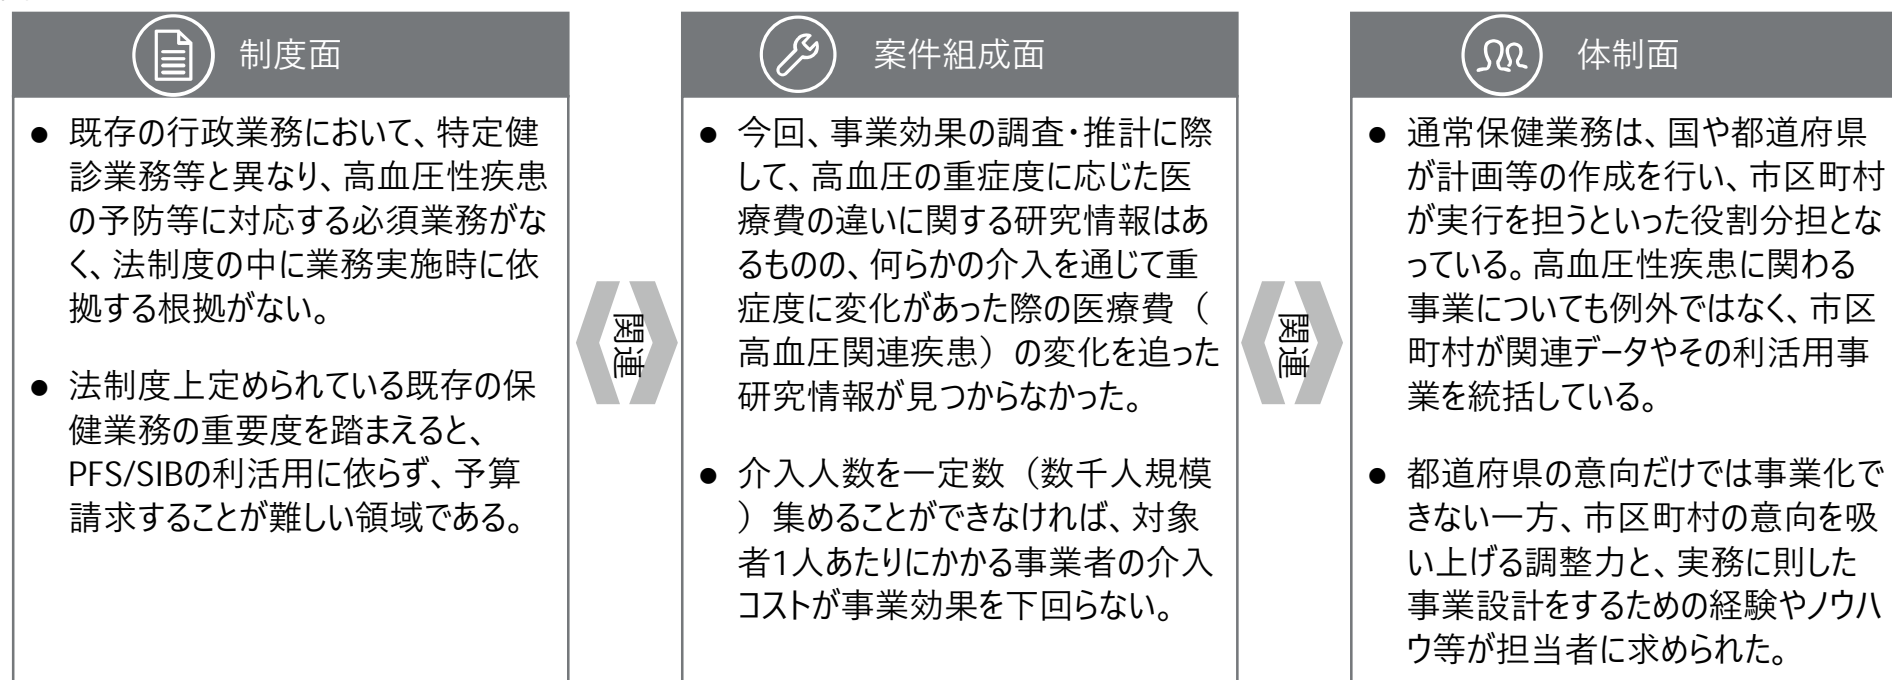 制度面
既存の行政業務において、特定健
診業務等と異なり、高血圧性疾患
の予防等に対応する必須業務がな
く、法制度の中に業務実施時に依
拠する根拠がない。
法制度上定められている既存の保
健業務の重要度を踏まえると、
PFS/SIBの利活用に依らず、予算
請求することが難しい領域である。
関連
案件組成面
今回、事業効果の調査・推計に際
して、高血圧の重症度に応じた医
療費の違いに関する研究情報はあ
るものの、何らかの介入を通じて重
症度に変化があった際の医療費（
高血圧関連疾患）の変化を追った
研究情報が見つからなかった。
介入人数を一定数（数千人規模
）集めることができなければ、対象
者1人あたりにかかる事業者の介入
コストが事業効果を下回らない。
関連
体制面
通常保健業務は、国や都道府県
が計画等の作成を行い、市区町村
が実行を担うといった役割分担とな
っている。高血圧性疾患に関わる
事業についても例外ではなく、市区
町村が関連データやその利活用事
業を統括している。
都道府県の意向だけでは事業化で
きない一方、市区町村の意向を吸
い上げる調整力と、実務に則した
事業設計をするための経験やノウハ
ウ等が担当者に求められた。